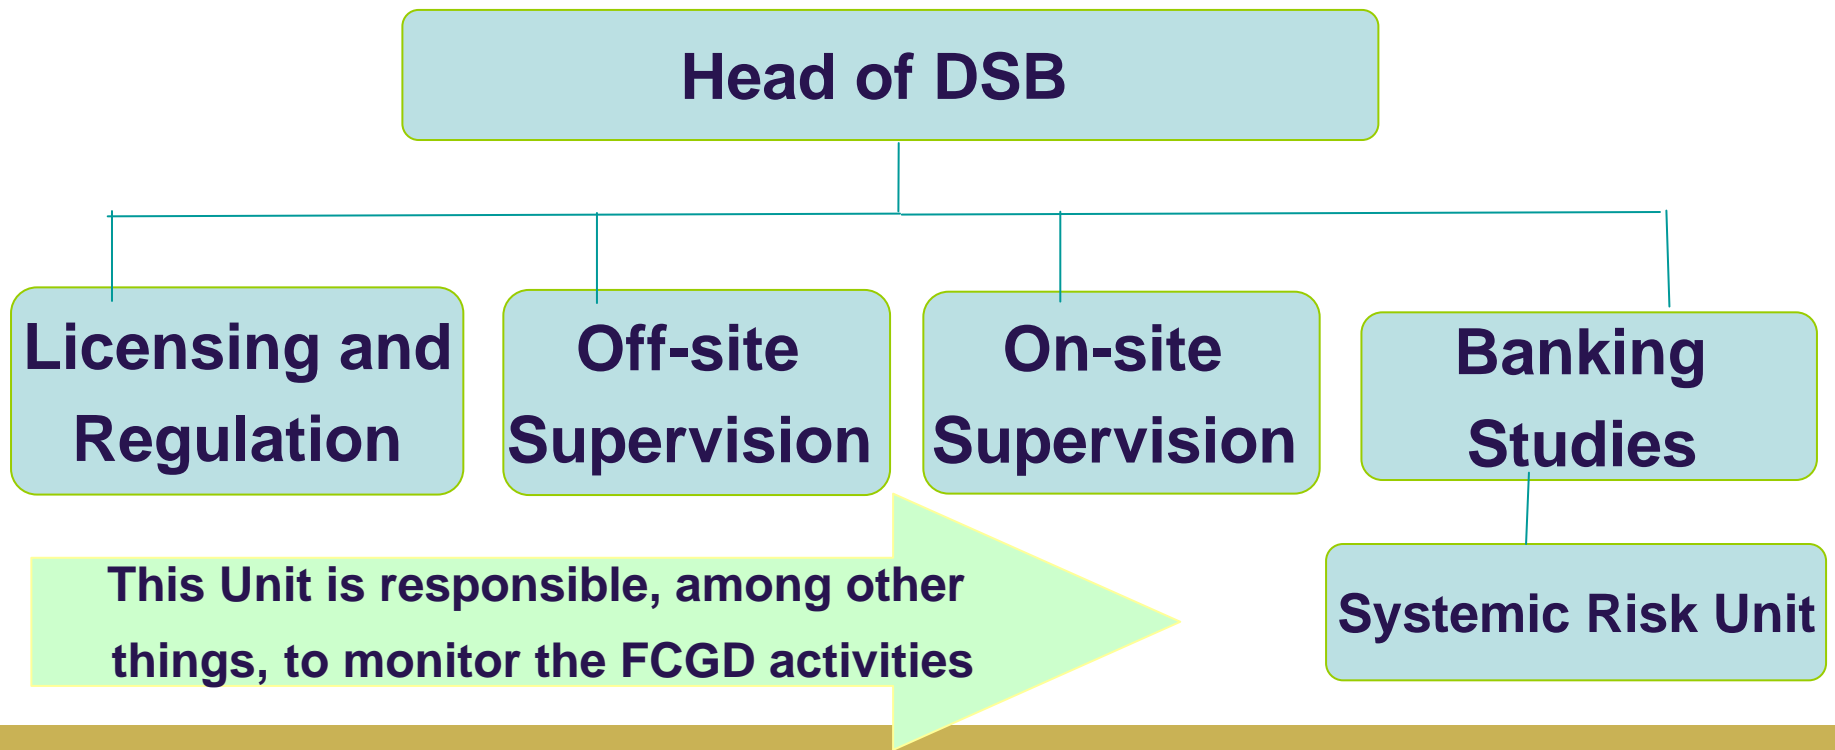 Head of DSB
Licensing and
Regulation
Off-site
Supervision
On-site
Supervision
Banking
Studies
This Unit is responsible, among other
things, to monitor the FCGD activities
Systemic Risk Unit